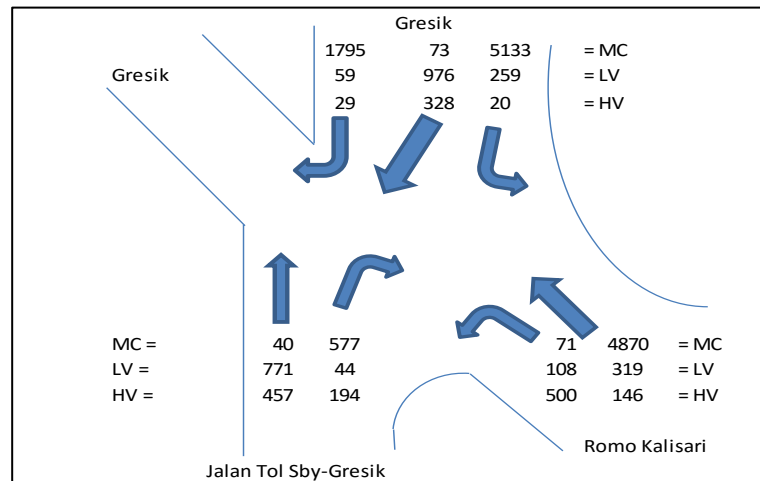 Gresik
1795 73 5133 = MC
Gresik 59 976 259 = LV
29 328 20 = HV
MC = 40 577 71 4870 = MC
LV = 771 44 108 319 = LV
HV = 457 194 500 146 = HV
Romo Kalisari
Jalan Tol Sby-Gresik